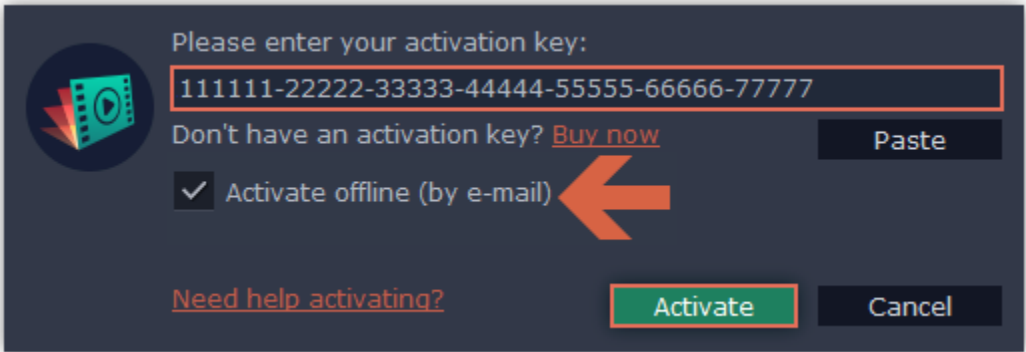 Please enter your activation key:
111111-22222-33333-44444-55555-66666-77777
Don't have an activation key? Buy now
Paste
Activate offline (by e-mail)
Need help activating?
Activate
Cancel